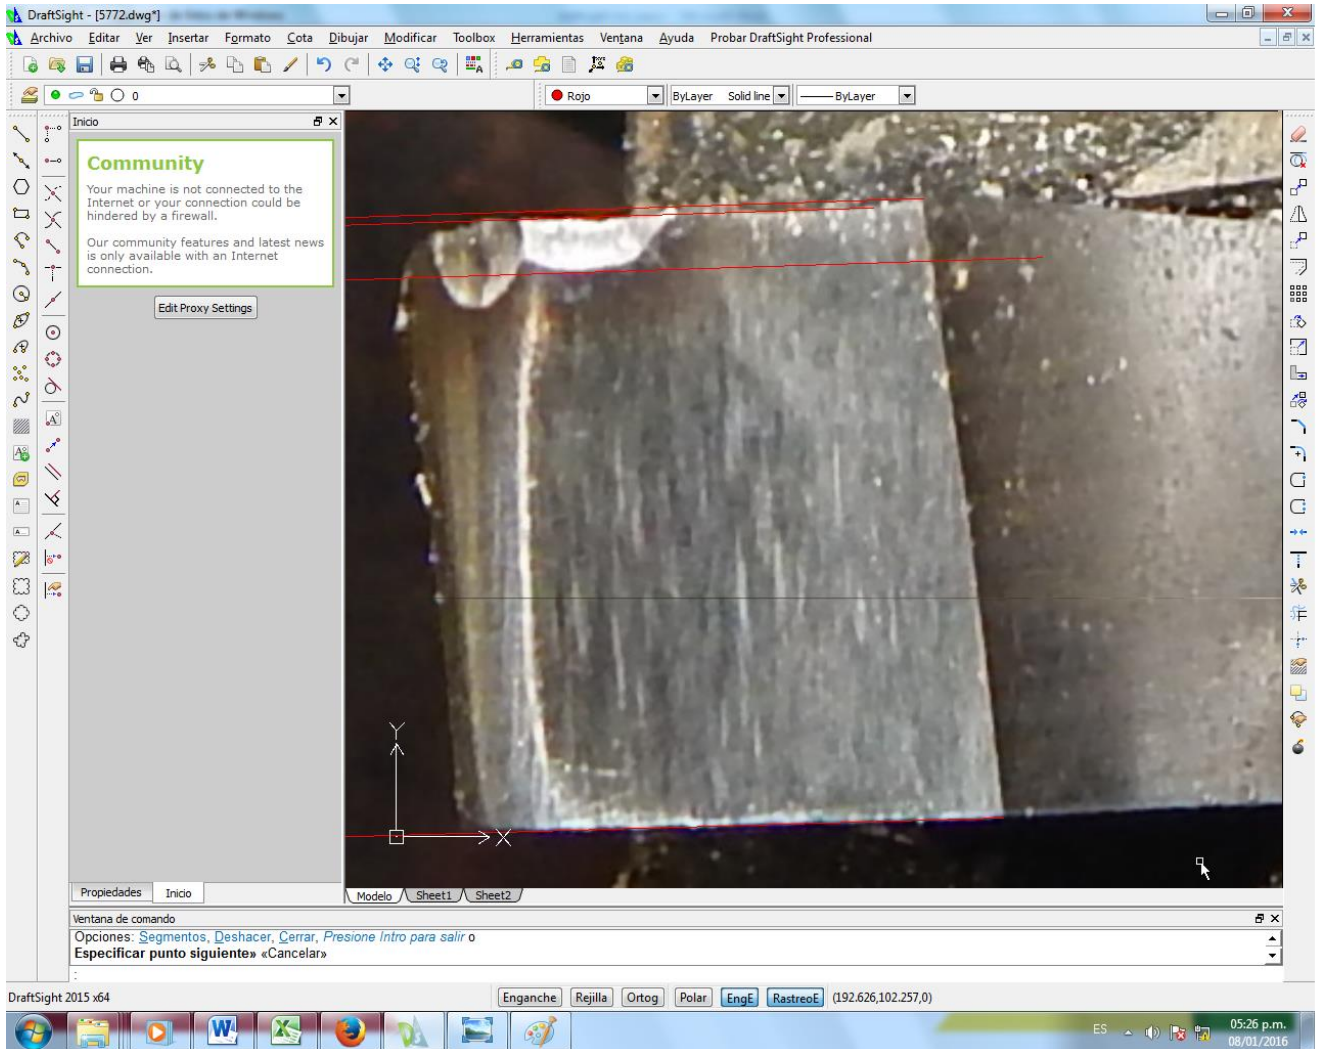 DraftSight - [5772.dwg*]
Archivo Editar Ver Insertar Formato Cota Dibujar Modificar Toolbox Herramientas Ventana Ayuda Probar DraftSight Professional
0 Rojo ByLayer Solid line ByLayer
Inicio
Community
Your machine is not connected to the
Internet or your connection could be
hindered by a firewall.
Our community features and latest news
is only available with an Internet
connection.
Edit Proxy Settings
Y
X
Propiedades Inicio
Modelo Sheet1 Sheet2
Ventana de comando
Opciones: Segmentos, Deshacer, Cerrar, Presione Intro para salir o
Especificar punto siguiente» «Cancelar»
:
DraftSight 2015 x64 Enganche Rejilla Ortog Polar EngE RastreoE (192.626,102.257,0)
ES 05:26 p.m.
08/01/2016